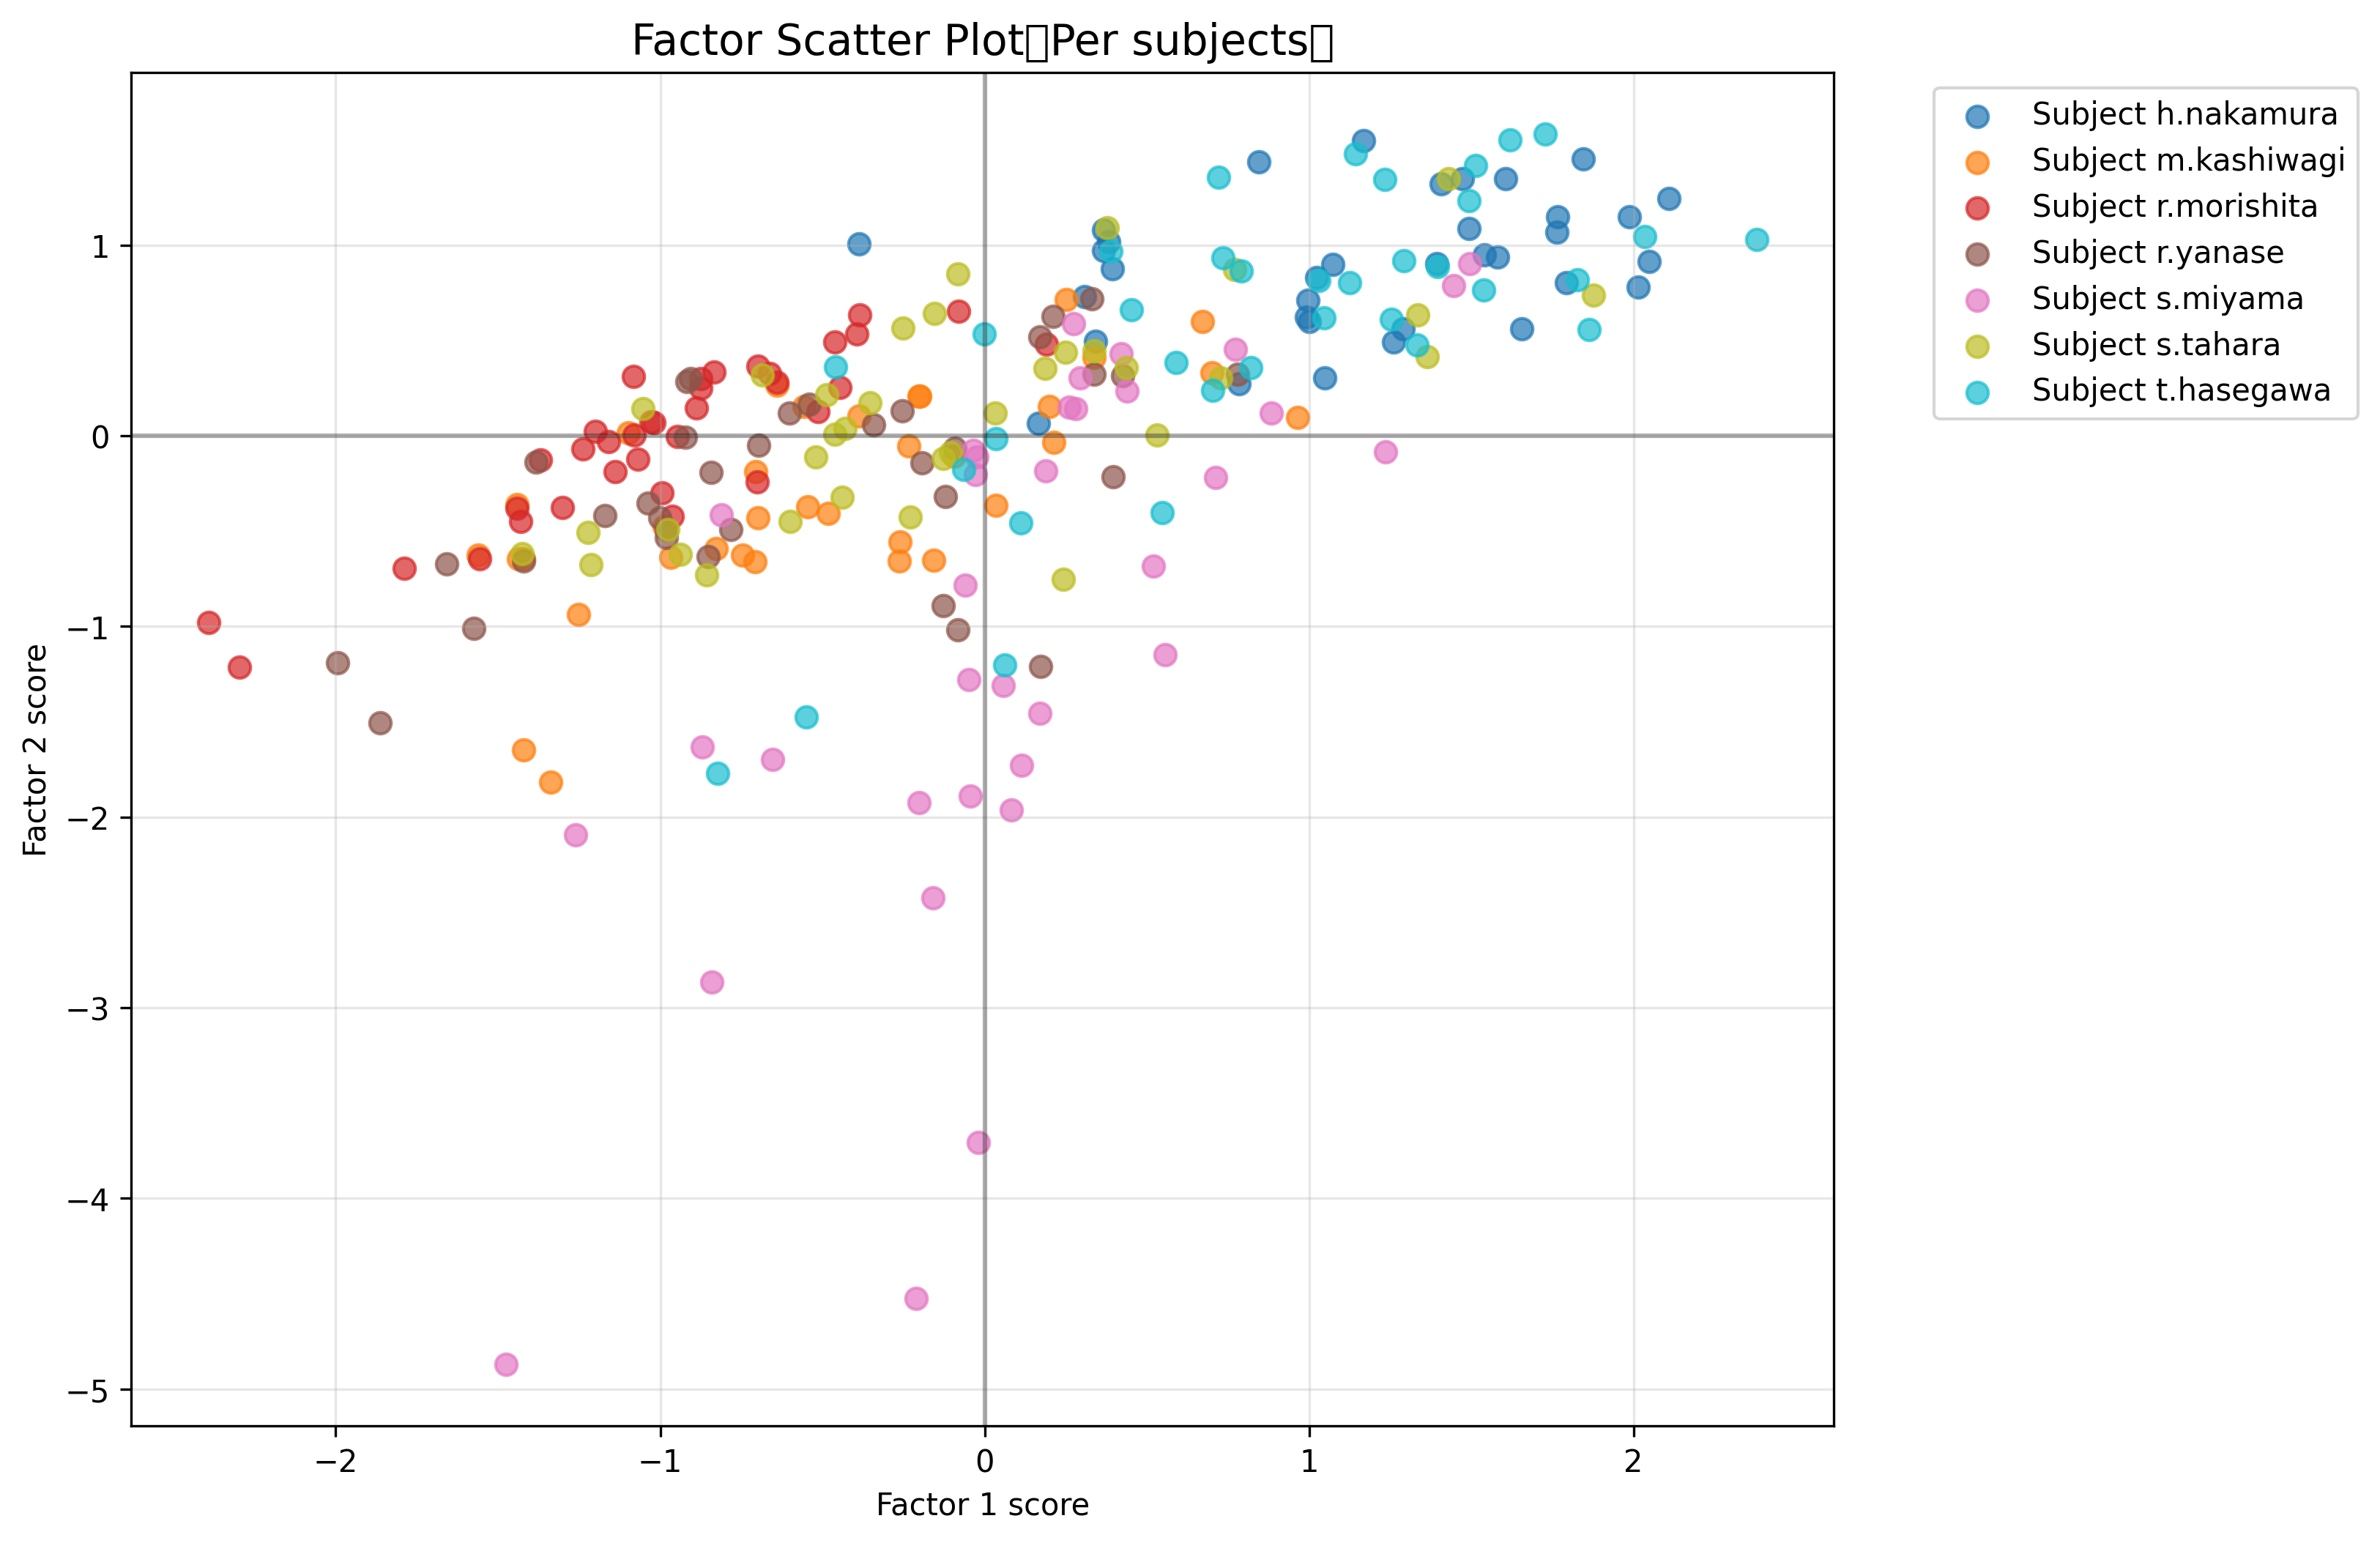 Factor Scatter Plot▯Per subjects▯
Subject h.nakamura
Subject m.kashiwagi
Subject r.morishita
Subject r.yanase
Subject s.miyama
Subject s.tahara
Subject t.hasegawa
1
0
−1
−2
−3
−4
−5
Factor 2 score
−2 −1 0 1 2
Factor 1 score